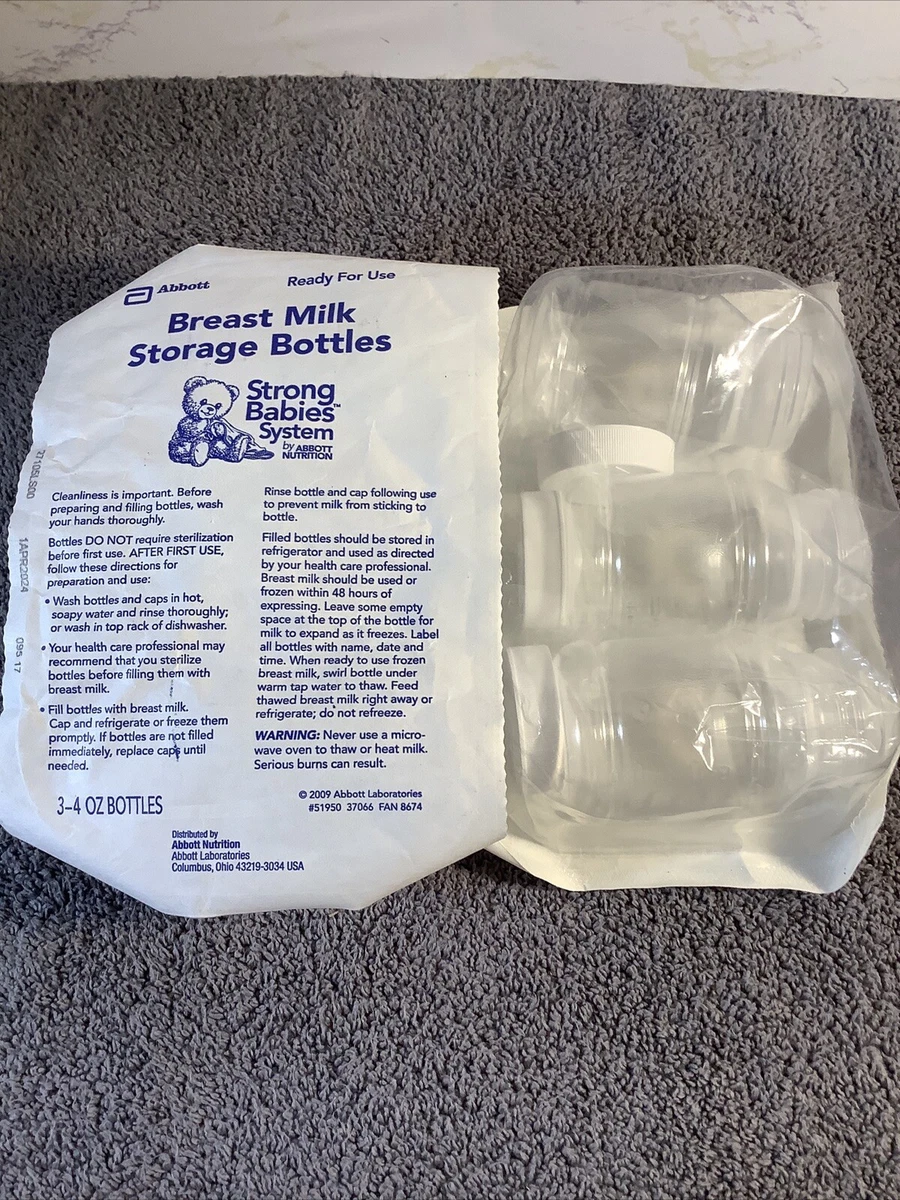 Abbott
Ready For Use
Breast Milk
Storage Bottles
Strong
Babies™
System
by ABBOTT
NUTRITION
Cleanliness is important. Before
preparing and filling bottles, wash
your hands thoroughly.
Bottles DO NOT require sterilization
before first use. AFTER FIRST USE,
follow these directions for
preparation and use:
• Wash bottles and caps in hot,
soapy water and rinse thoroughly;
or wash in top rack of dishwasher.
• Your health care professional may
recommend that you sterilize
bottles before filling them with
breast milk.
• Fill bottles with breast milk.
Cap and refrigerate or freeze them
promptly. If bottles are not filled
immediately, replace caps until
needed.
Rinse bottle and cap following use
to prevent milk from sticking to
bottle.
Filled bottles should be stored in
refrigerator and used as directed
by your health care professional.
Breast milk should be used or
frozen within 48 hours of
expressing. Leave some empty
space at the top of the bottle for
milk to expand as it freezes. Label
all bottles with name, date and
time. When ready to use frozen
breast milk, swirl bottle under
warm tap water to thaw. Feed
thawed breast milk right away or
refrigerate; do not refreeze.
WARNING: Never use a micro-
wave oven to thaw or heat milk.
Serious burns can result.
3–4 OZ BOTTLES
© 2009 Abbott Laboratories
#51950 37066 FAN 8674
Distributed by
Abbott Nutrition
Abbott Laboratories
Columbus, Ohio 43219-3034 USA
1APR2024
095 17